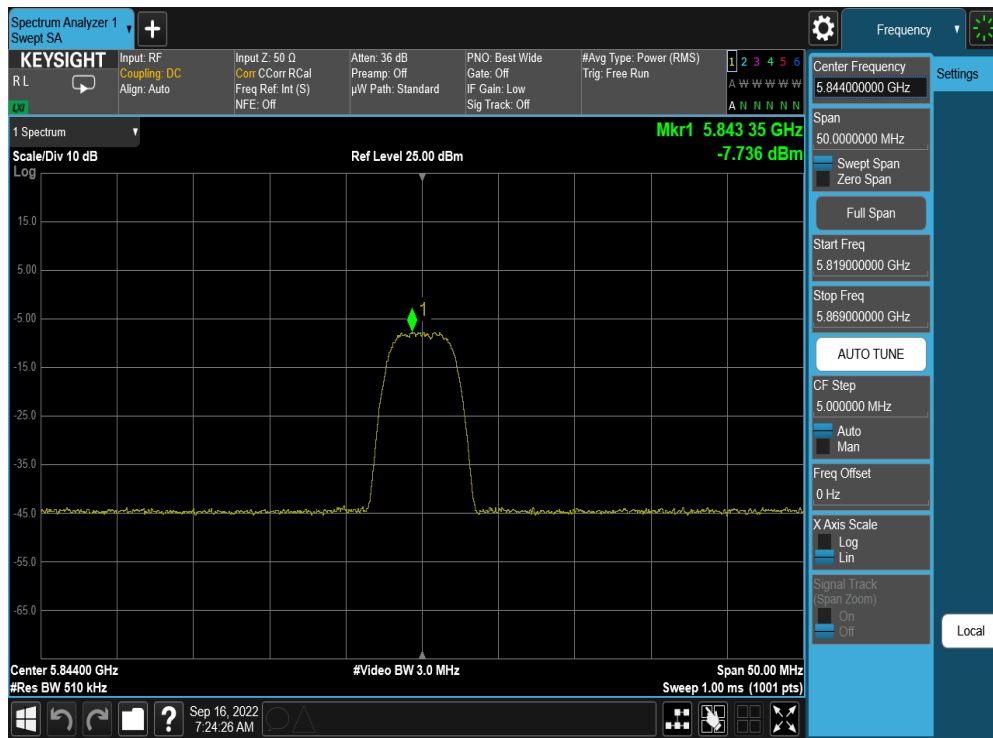 Spectrum Analyzer 1
Swept SA
Frequency
KEYSIGHT
R L
LXI
Input: RF
Coupling: DC
Align: Auto
Input Z: 50 Ω
Corr CCorr RCal
Freq Ref: Int (S)
NFE: Off
Atten: 36 dB
Preamp: Off
µW Path: Standard
PNO: Best Wide
Gate: Off
IF Gain: Low
Sig Track: Off
#Avg Type: Power (RMS)
Trig: Free Run
1 2 3 4 5 6
A W W W W W
A N N N N N
1 Spectrum
Mkr1 5.843 35 GHz
Scale/Div 10 dB
Ref Level 25.00 dBm
-7.736 dBm
Log
15.0
5.00
-5.00
-15.0
-25.0
-35.0
-45.0
-55.0
-65.0
1
Center 5.84400 GHz
#Video BW 3.0 MHz
Span 50.00 MHz
#Res BW 510 kHz
Sweep 1.00 ms (1001 pts)
Center Frequency
5.844000000 GHz
Settings
Span
50.0000000 MHz
Swept Span
Zero Span
Full Span
Start Freq
5.819000000 GHz
Stop Freq
5.869000000 GHz
AUTO TUNE
CF Step
5.000000 MHz
Auto
Man
Freq Offset
0 Hz
X Axis Scale
Log
Lin
Signal Track
(Span Zoom)
On
Off
Local
?
Sep 16, 2022
7:24:26 AM